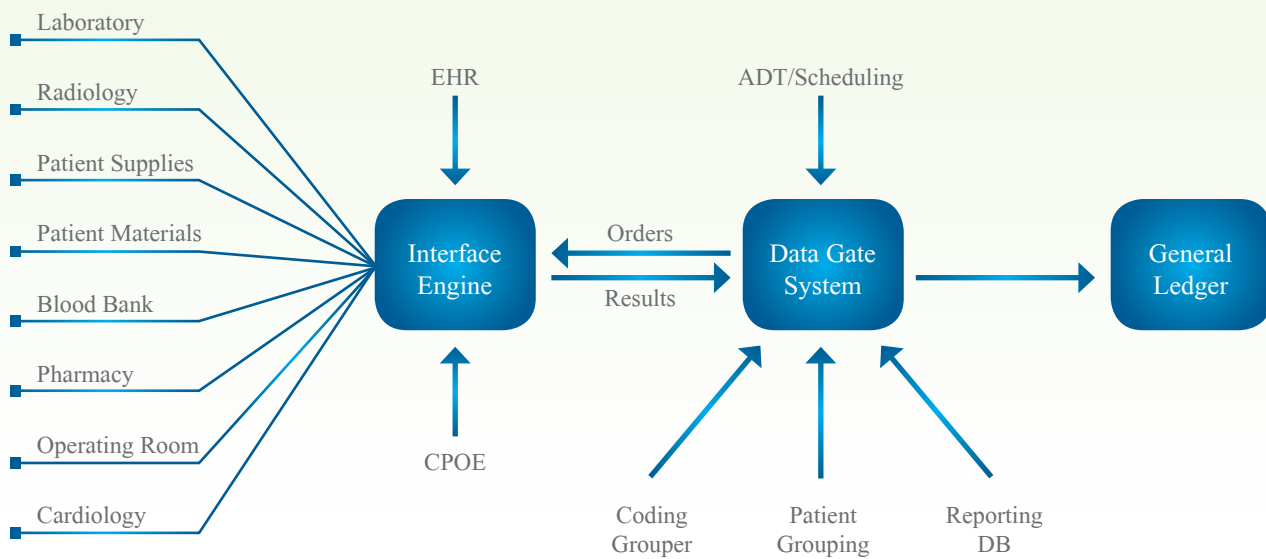 Laboratory
Radiology
Patient Supplies
Patient Materials
Blood Bank
Pharmacy
Operating Room
Cardiology
EHR
Interface
Engine
CPOE
Orders
Results
ADT/Scheduling
Data Gate
System
Coding
Grouper
Patient
Grouping
Reporting
DB
General
Ledger